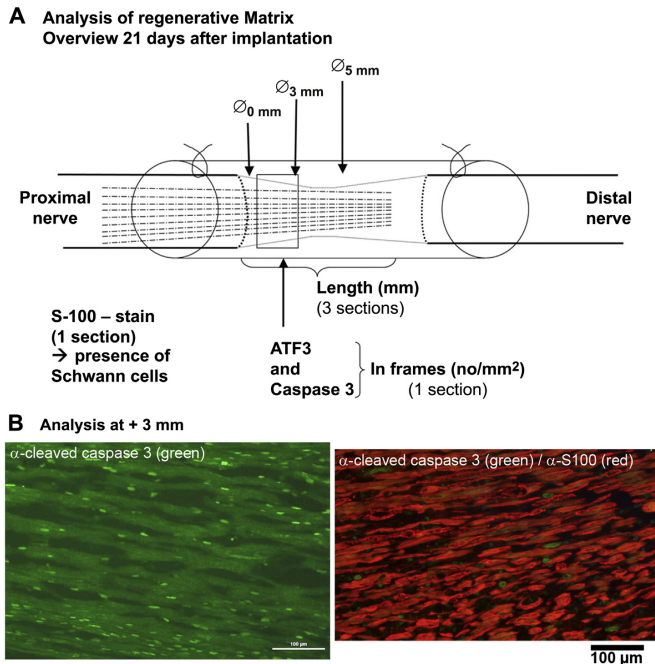 A Analysis of regenerative Matrix
Overview 21 days after implantation
∅0 mm
∅3 mm
∅5 mm
Proximal
nerve
Distal
nerve
Length (mm)
(3 sections)
S-100 – stain
(1 section)
→ presence of
Schwann cells
ATF3
and
Caspase 3
In frames (no/mm²)
(1 section)
B Analysis at + 3 mm
α-cleaved caspase 3 (green)
100 μm
α-cleaved caspase 3 (green) / α-S100 (red)
100 μm